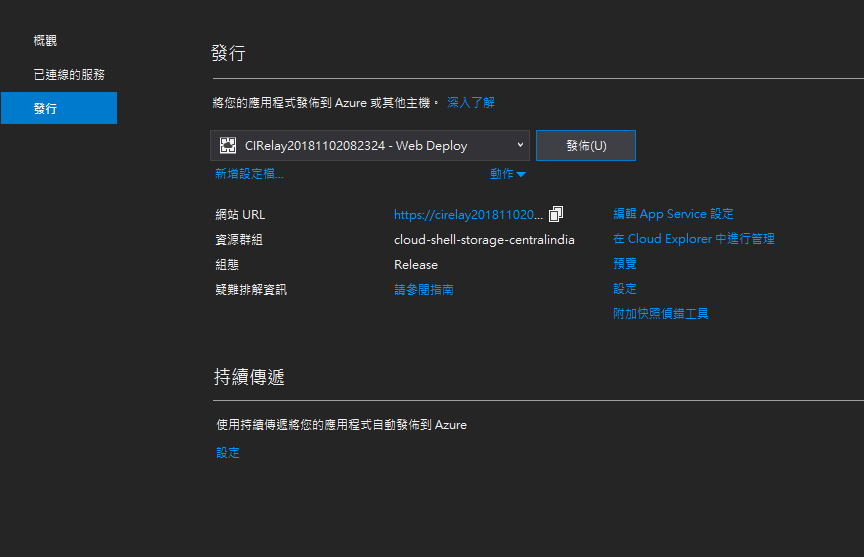 概觀
已連線的服務
發行
發行
將您的應用程式發佈到 Azure 或其他主機。 深入了解
CIRelay20181102082324 - Web Deploy 發佈(U)
新增設定檔... 動作
網站 URL https://cirelay201811020... 編輯 App Service 設定
資源群組 cloud-shell-storage-centralindia 在 Cloud Explorer 中進行管理
組態 Release 預覽
疑難排解資訊 請參閱指南 設定
附加快照偵錯工具
持續傳遞
使用持續傳遞將您的應用程式自動發佈到 Azure
設定